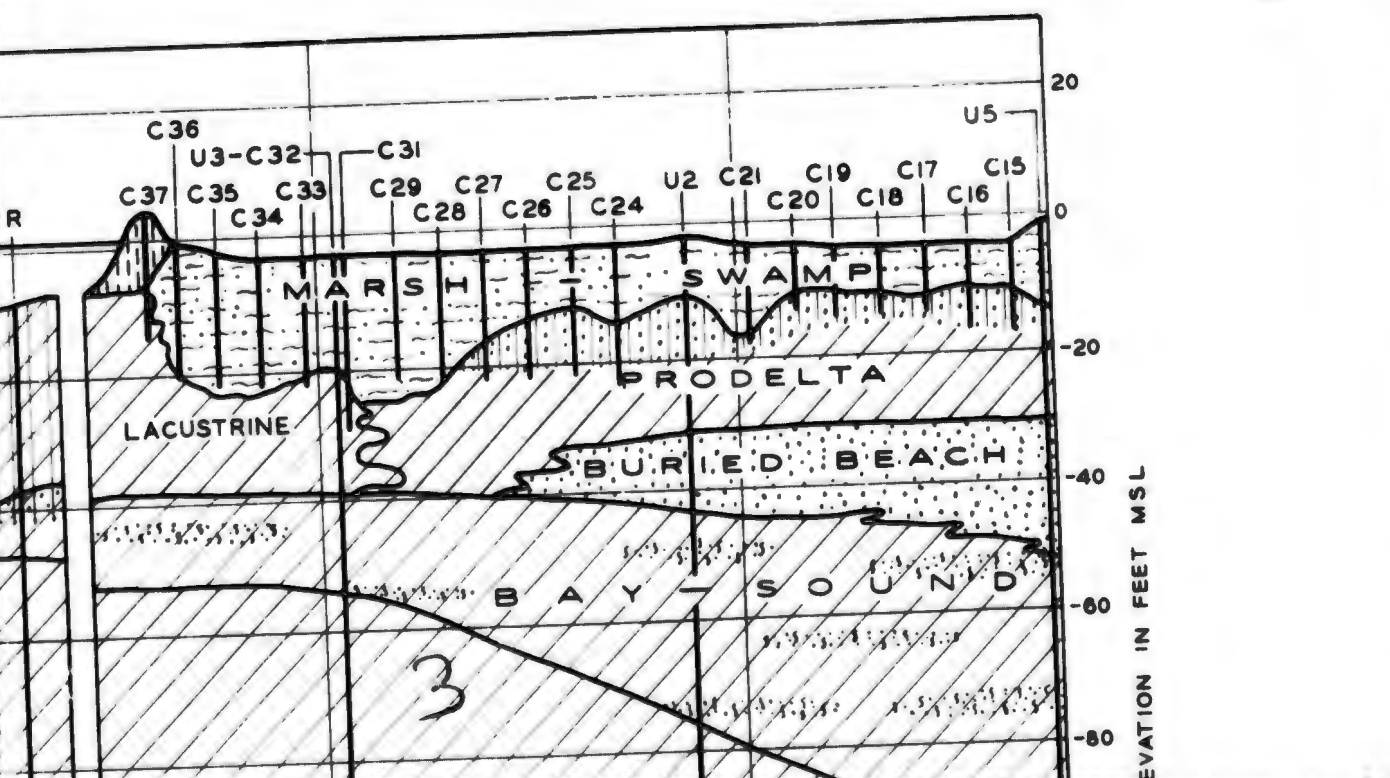 20
U5
C36
U3-C32
C31
C37 C35 C33 C29 C27 C25 U2 C21 C19 C17 C15
R C34 C28 C26 C24 C20 C18 C16
0
MARSH - SWAMP
-20
PRODELTA
LACUSTRINE
BURIED BEACH
-40
BAY - SOUND
-60
3
-80
EVATION IN FEET MSL